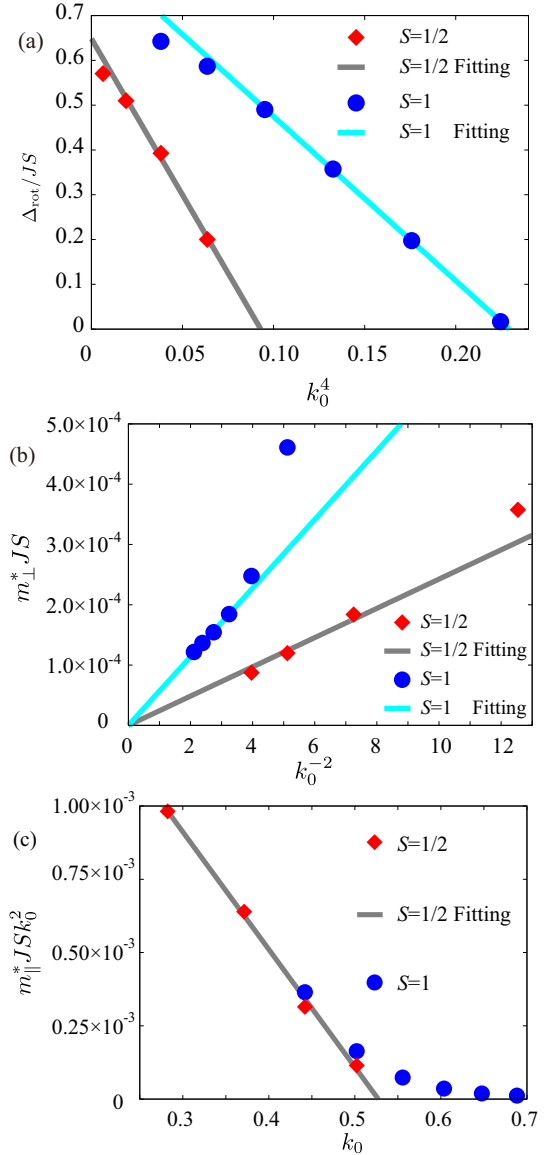 (a)
0.7
0.6
0.5
0.4
0.3
0.2
0.1
0
Δrot/JS
S=1/2
S=1/2 Fitting
S=1
S=1 Fitting
0 0.05 0.10 0.15 0.20
k₀⁴
(b)
5.0×10⁻⁴
4.0×10⁻⁴
3.0×10⁻⁴
2.0×10⁻⁴
1.0×10⁻⁴
0
m*⊥JS
S=1/2
S=1/2 Fitting
S=1
S=1 Fitting
0 2 4 6 8 10 12
k₀⁻²
(c)
1.00×10⁻³
0.75×10⁻³
0.50×10⁻³
0.25×10⁻³
0
m*∥JSk₀²
S=1/2
S=1/2 Fitting
S=1
0.3 0.4 0.5 0.6 0.7
k₀